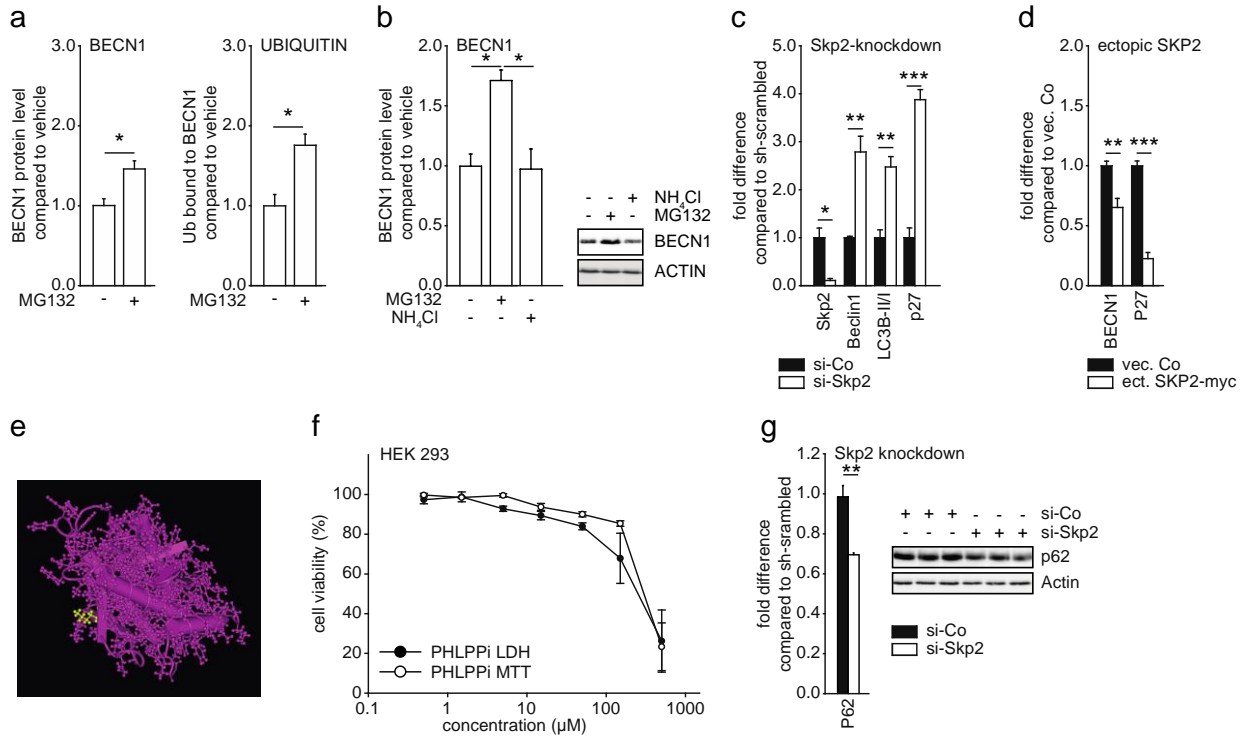 a
BECN1
BECN1 protein level
compared to vehicle
3.0
2.0
1.0
0.0
*
MG132 - +
UBIQUITIN
Ub bound to BECN1
compared to vehicle
3.0
2.0
1.0
0.0
*
MG132 - +
b
BECN1
BECN1 protein level
compared to vehicle
2.0
1.5
1.0
0.5
0.0
* *
MG132 - + -
NH4Cl - - +
- - + NH4Cl
- + - MG132
BECN1
ACTIN
c
Skp2-knockdown
fold difference
compared to sh-scrambled
5.0
4.0
3.0
2.0
1.0
0.0
* ** ** ***
Skp2
Beclin1
LC3B-II/I
p27
si-Co
si-Skp2
d
ectopic SKP2
fold difference
compared to vec. Co
2.0
1.5
1.0
0.5
0.0
** ***
BECN1
P27
vec. Co
ect. SKP2-myc
e
f
HEK 293
cell viability (%)
100
80
60
40
20
0
PHLPPi LDH
PHLPPi MTT
0.1 1 10 100 1000
concentration (µM)
g
Skp2 knockdown
fold difference
compared to sh-srambled
1.2
1.0
0.8
0.6
0.4
0.2
0.0
**
P62
+ + + - - - si-Co
- - - + + + si-Skp2
p62
Actin
si-Co
si-Skp2